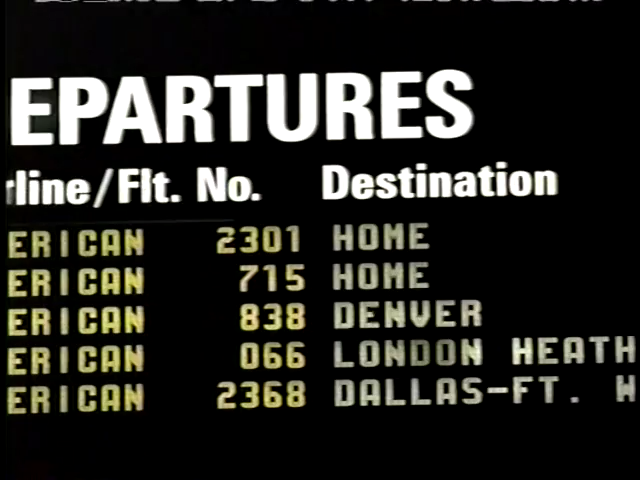 EPARTURES
rline/Flt. No. Destination
ERICAN 2301 HOME
ERICAN 715 HOME
ERICAN 838 DENVER
ERICAN 066 LONDON HEATH
ERICAN 2368 DALLAS-FT. W